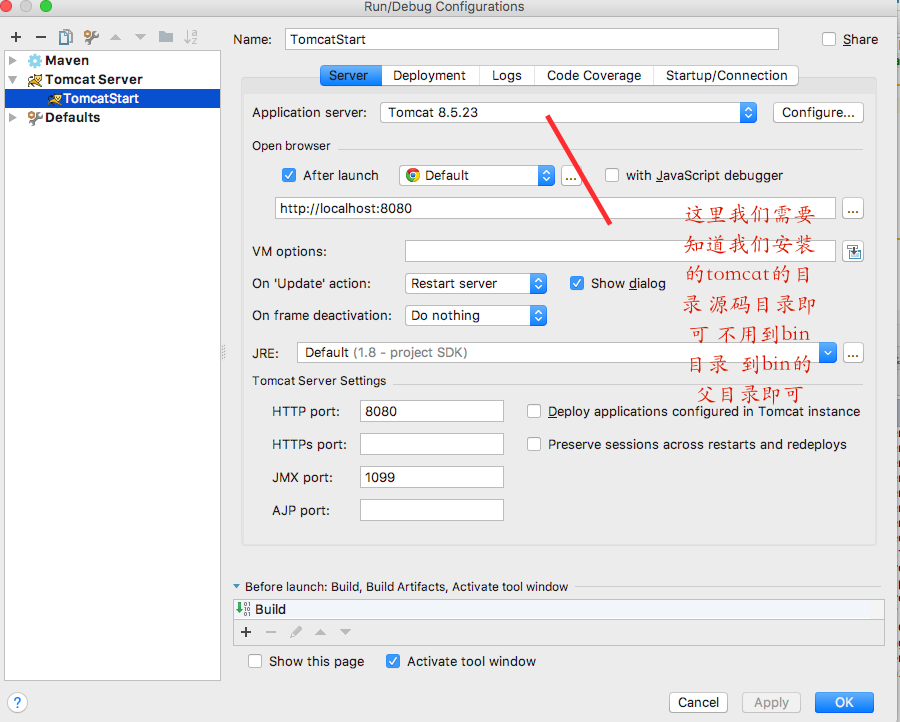 Run/Debug Configurations
Name: TomcatStart Share
Maven
Tomcat Server
TomcatStart
Defaults
Server Deployment Logs Code Coverage Startup/Connection
Application server: Tomcat 8.5.23 Configure...
Open browser
After launch Default ... with JavaScript debugger
http://localhost:8080 ...
VM options:
On 'Update' action: Restart server Show dialog
On frame deactivation: Do nothing
JRE: Default (1.8 - project SDK) ...
这里我们需要
知道我们安装
的tomcat的目
录 源码目录即
可 不用到bin
目录 到bin的
父目录即可
Tomcat Server Settings
HTTP port: 8080 Deploy applications configured in Tomcat instance
HTTPs port: Preserve sessions across restarts and redeploys
JMX port: 1099
AJP port:
Before launch: Build, Build Artifacts, Activate tool window
Build
Show this page Activate tool window
? Cancel Apply OK